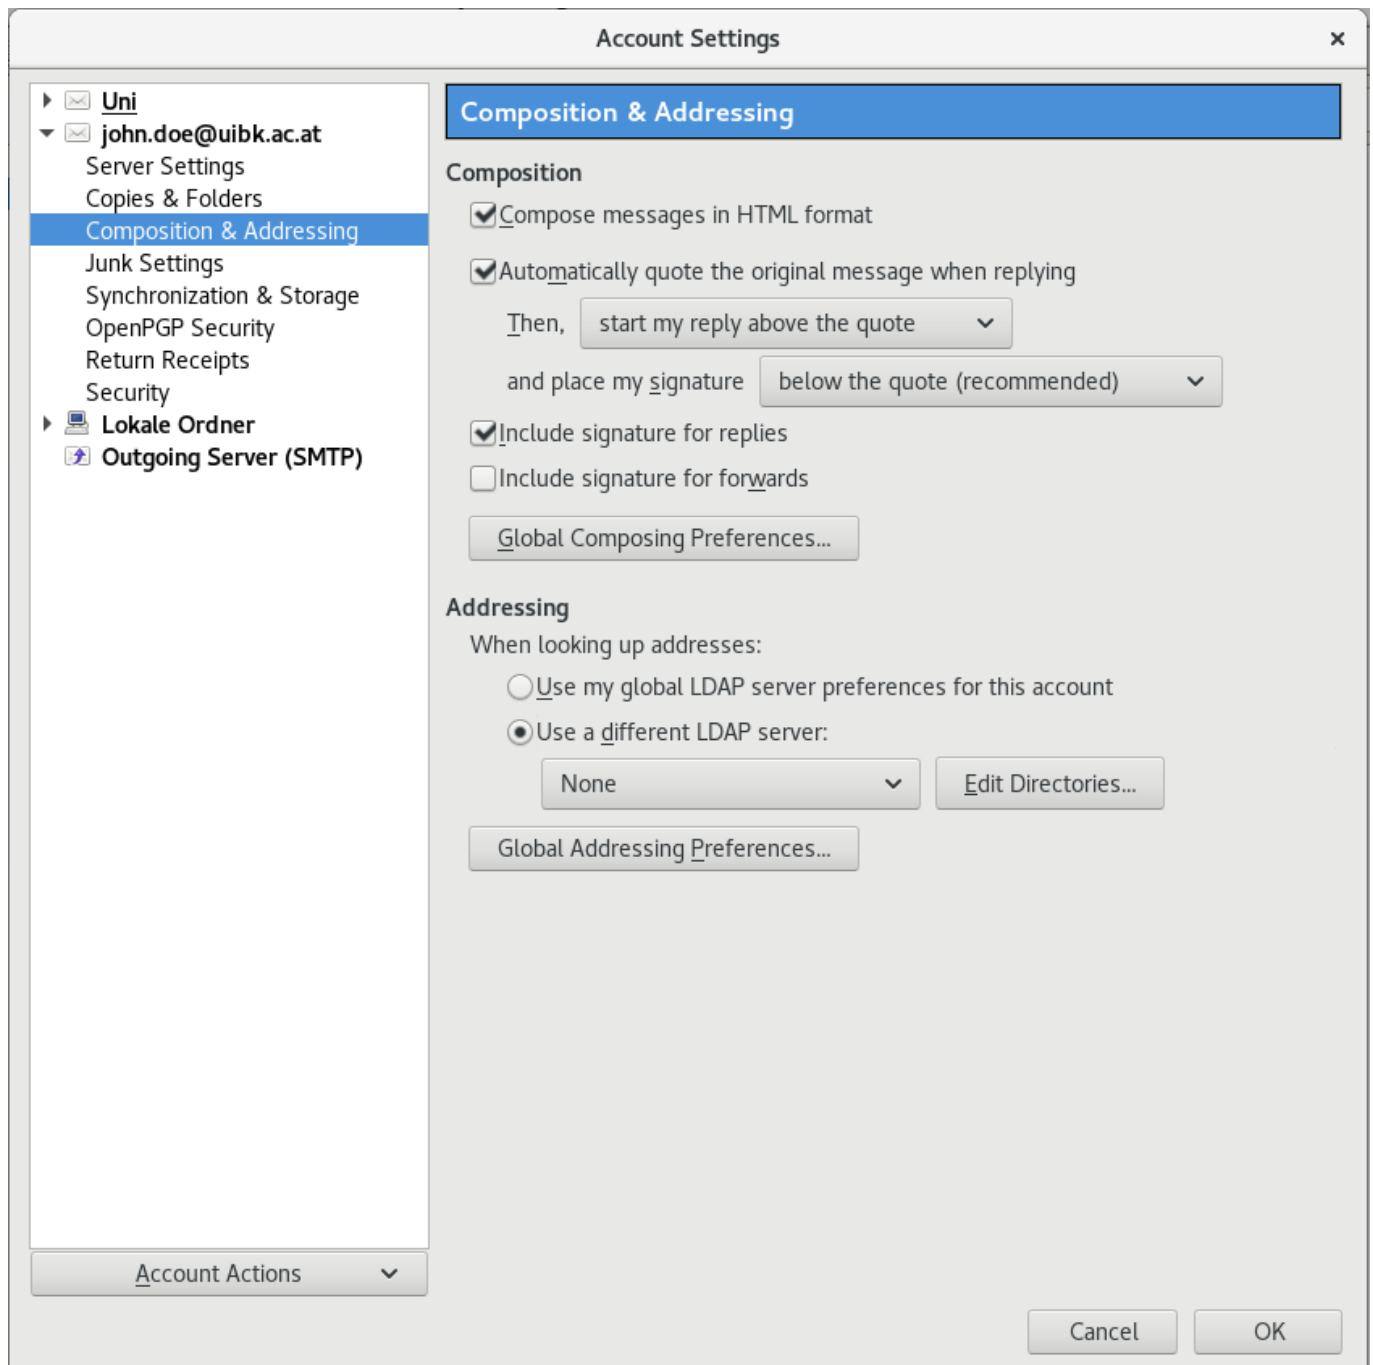 Account Settings
Uni
john.doe@uibk.ac.at
Server Settings
Copies & Folders
Composition & Addressing
Junk Settings
Synchronization & Storage
OpenPGP Security
Return Receipts
Security
Lokale Ordner
Outgoing Server (SMTP)
Account Actions
Composition & Addressing
Composition
Compose messages in HTML format
Automatically quote the original message when replying
Then, start my reply above the quote
and place my signature below the quote (recommended)
Include signature for replies
Include signature for forwards
Global Composing Preferences...
Addressing
When looking up addresses:
Use my global LDAP server preferences for this account
Use a different LDAP server:
None Edit Directories...
Global Addressing Preferences...
Cancel OK